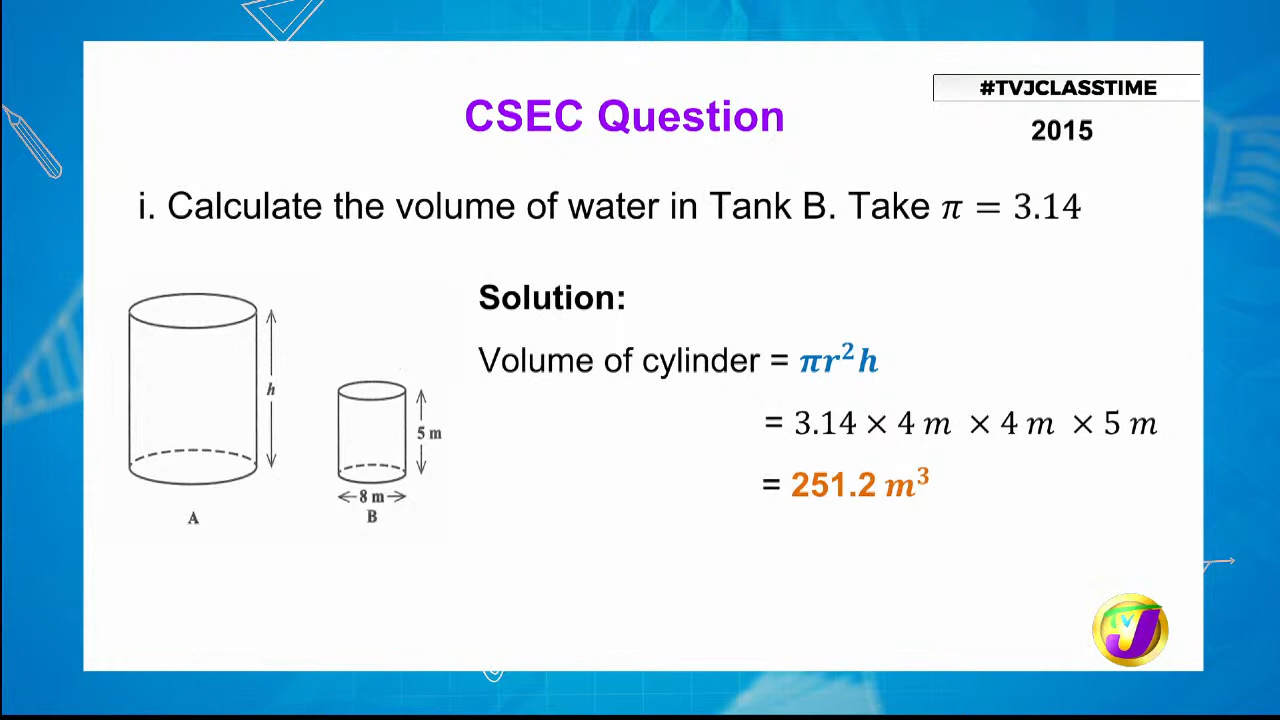 #TVJCLASSTIME
CSEC Question
2015
i. Calculate the volume of water in Tank B. Take π = 3.14
Solution:
Volume of cylinder = πr²h
= 3.14 × 4 m × 4 m × 5 m
= 251.2 m³
h
5 m
←8 m→
A
B
TVJ